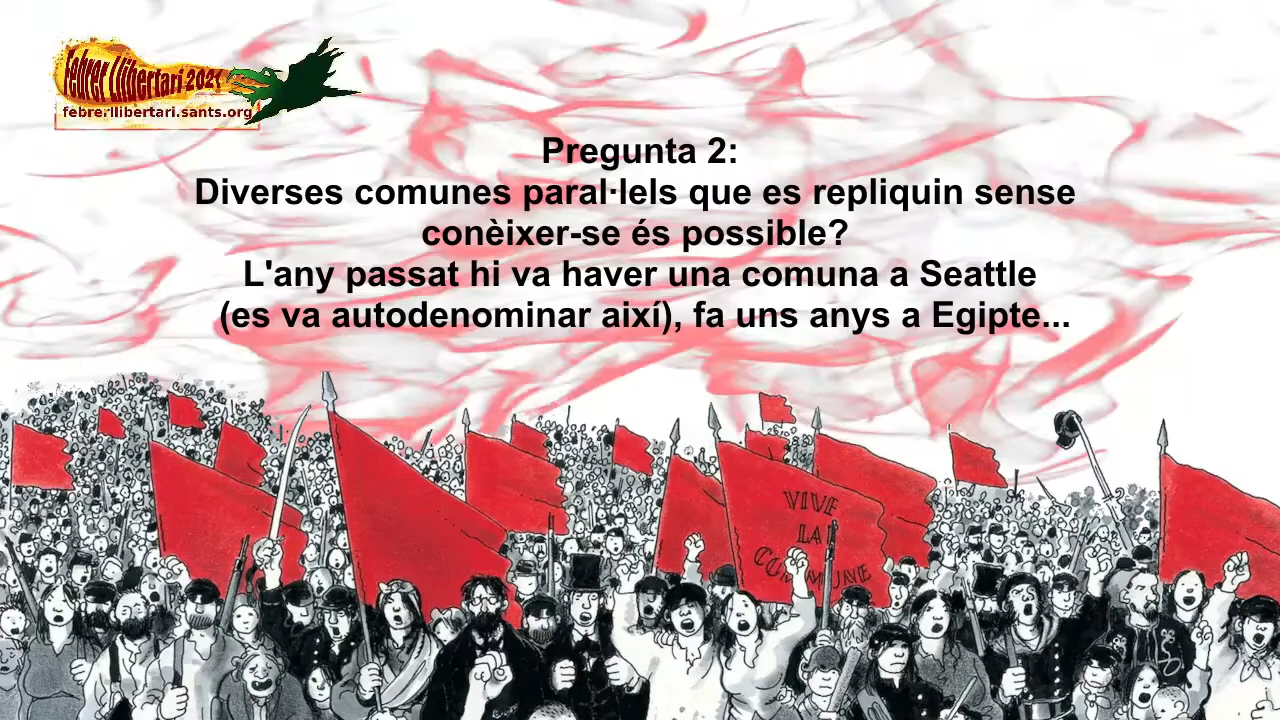 febrer Llibertari 2021
febrer.llibertari.sants.org
Pregunta 2:
Diverses comunes paral·lels que es repliquin sense
conèixer-se és possible?
L'any passat hi va haver una comuna a Seattle
(es va autodenominar així), fa uns anys a Egipte...
VIVE
LA
COMMUNE